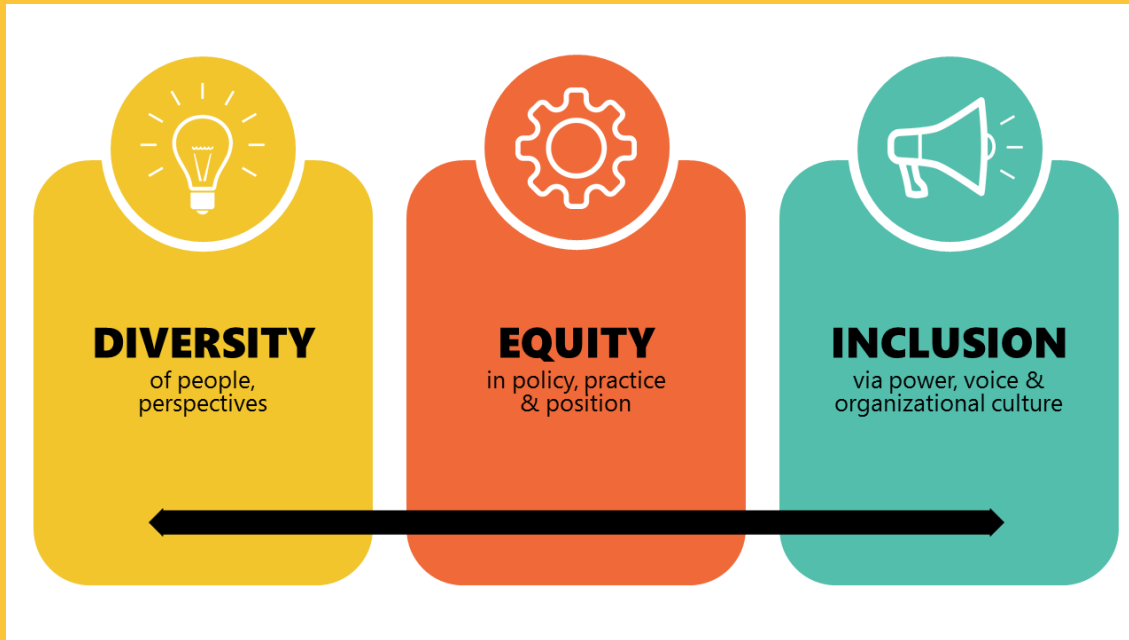 DIVERSITY
of people,
perspectives
EQUITY
in policy, practice
& position
INCLUSION
via power, voice &
organizational culture